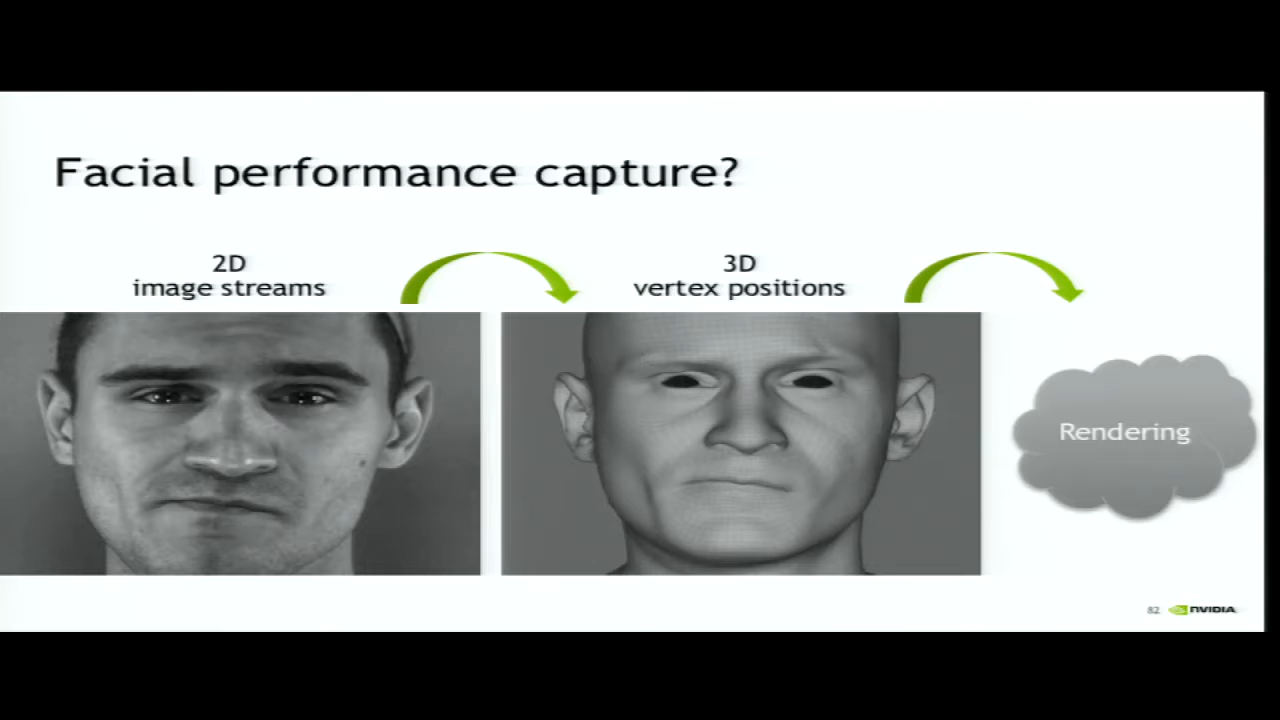 Facial performance capture?
2D
image streams
3D
vertex positions
Rendering
82
NVIDIA